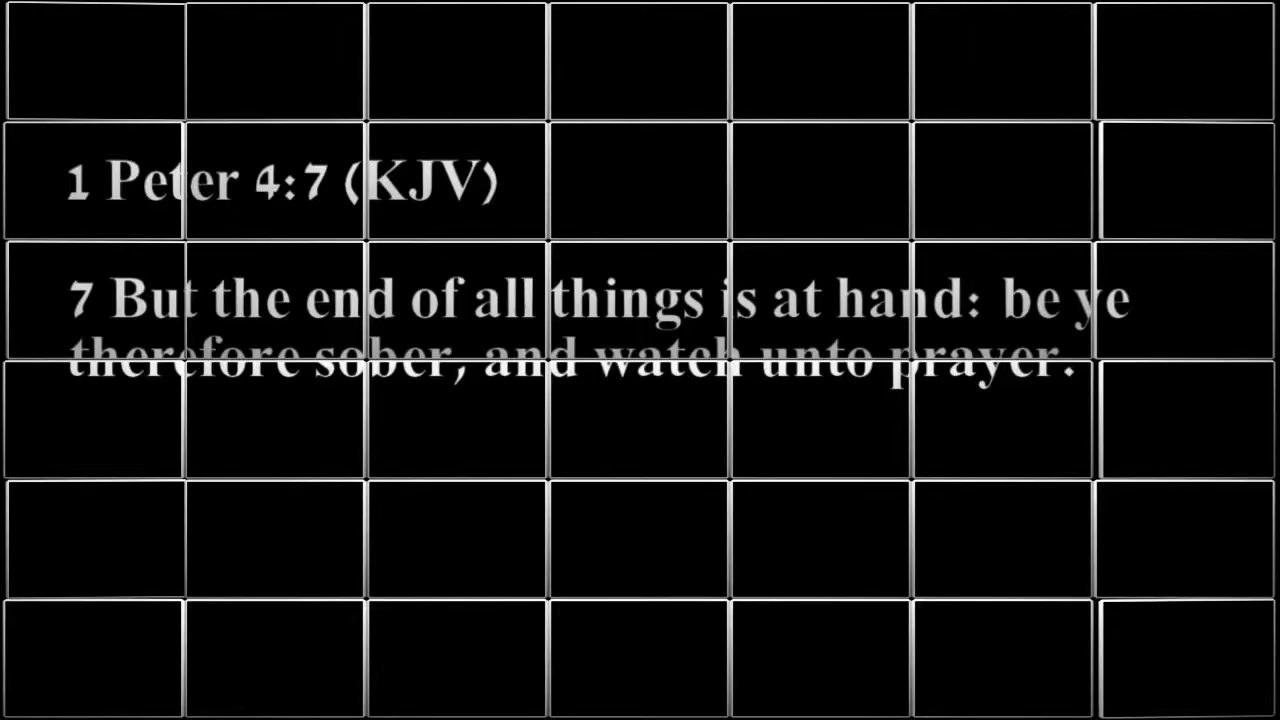 1 Peter 4:7 (KJV)
7 But the end of all things is at hand: be ye
therefore sober, and watch unto prayer.